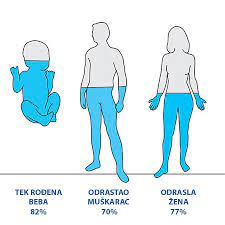 TEK ROĐENA
BEBA
82%
ODRASTAO
MUŠKARAC
70%
ODRASLA
ŽENA
77%